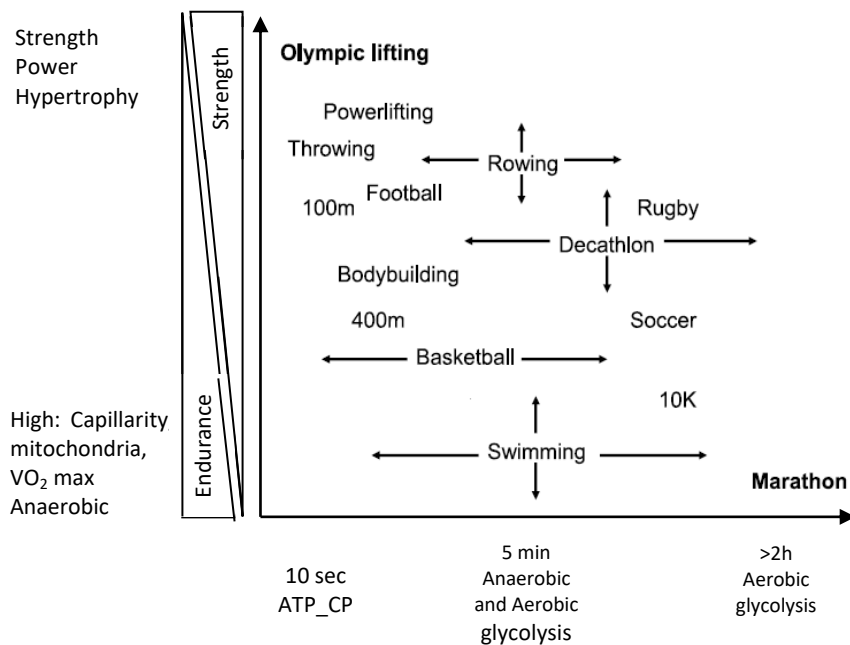 Strength
Power
Hypertrophy
Strength
Olympic lifting
Powerlifting
Throwing
Rowing
Football
100m
Rugby
Decathlon
Bodybuilding
400m
Soccer
Basketball
10K
High: Capillarity
mitochondria,
VO₂ max
Anaerobic
Endurance
Swimming
Marathon
10 sec
ATP_CP
5 min
Anaerobic
and Aerobic
glycolysis
>2h
Aerobic
glycolysis